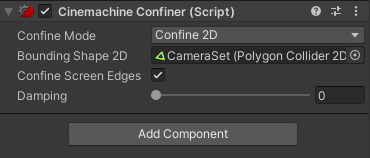 Cinemachine Confiner (Script)
Confine Mode Confine 2D
Bounding Shape 2D CameraSet (Polygon Collider 2D
Confine Screen Edges
Damping 0
Add Component